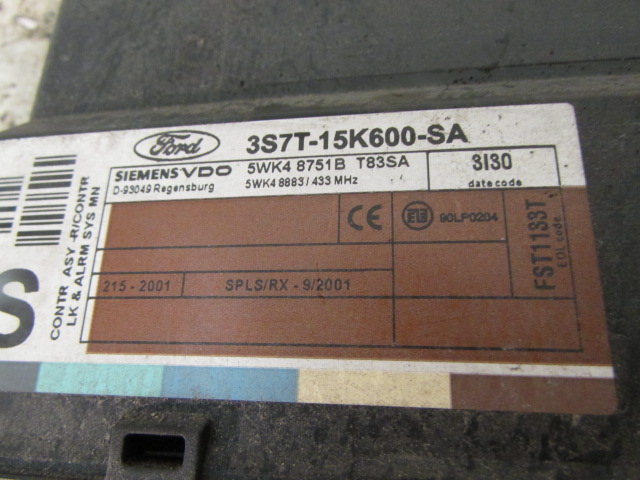 Ford
3S7T-15K600-SA
SIEMENS VDO
D-93049 Regensburg
5WK4 8751B T83SA
5WK4 8883 / 433 MHz
3130
date code
CE
90LP0204
FST1133T
EOL code
215 - 2001
SPLS/RX - 9/2001
CONTR ASY -R/CONTR
LK & ALRM SYS MN
S